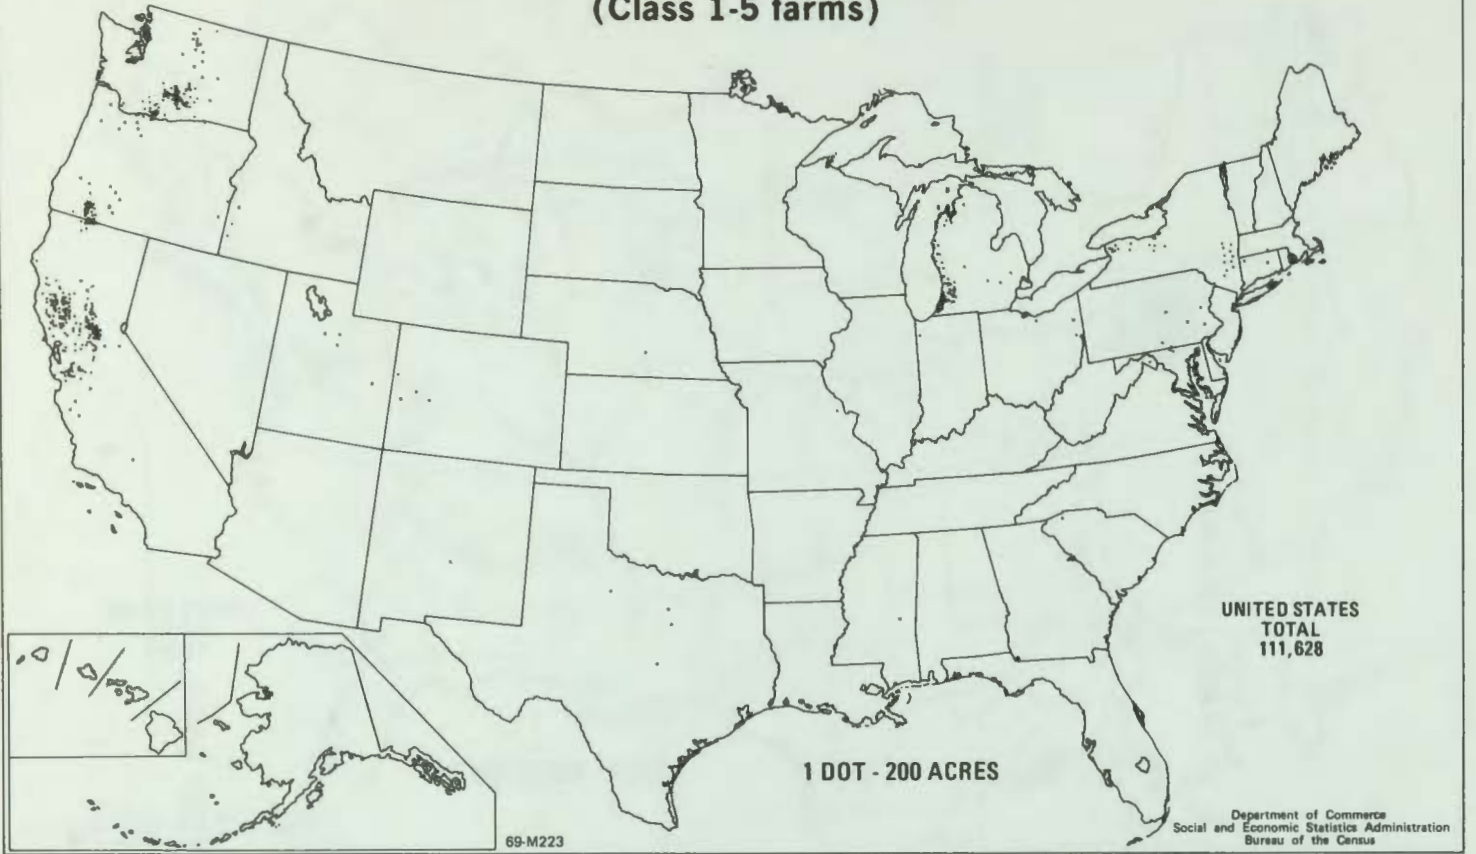 (Class 1-5 farms)
UNITED STATES
TOTAL
111,628
1 DOT - 200 ACRES
69-M223
Department of Commerce
Social and Economic Statistics Administration
Bureau of the Census